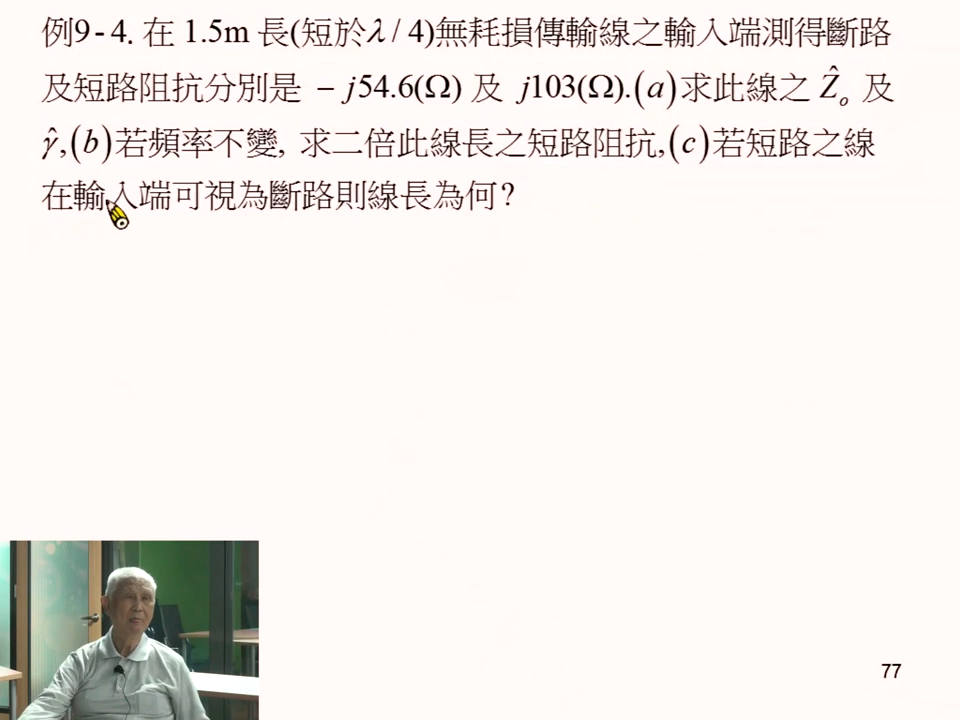 例9-4. 在 1.5m 長(短於λ / 4)無耗損傳輸線之輸入端測得斷路
及短路阻抗分別是 − j54.6(Ω) 及 j103(Ω).(a)求此線之 Ẑₒ 及
γ̂,(b)若頻率不變, 求二倍此線長之短路阻抗,(c)若短路之線
在輸入端可視為斷路則線長為何?
77